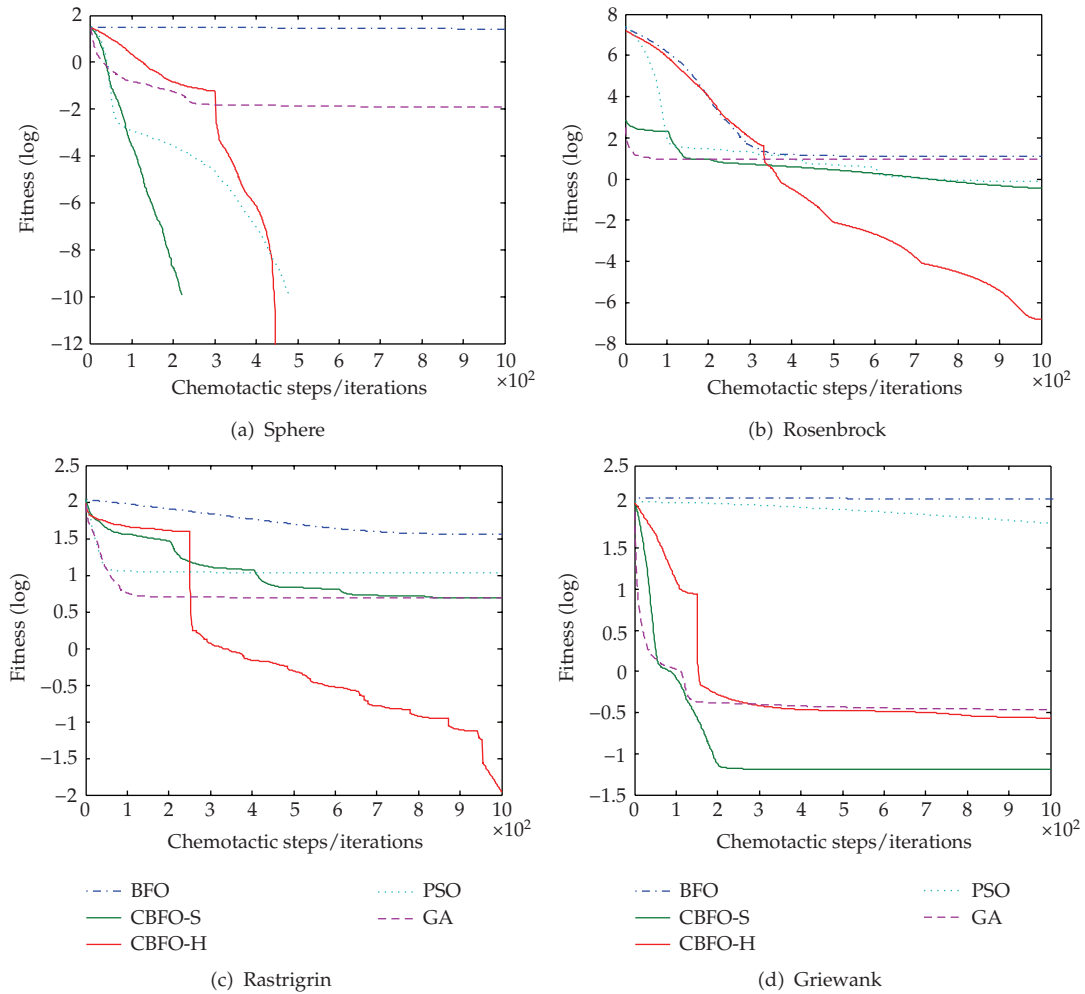 Fitness (log)
2
0
−2
−4
−6
−8
−10
−12
0 1 2 3 4 5 6 7 8 9 10
×10²
Chemotactic steps/iterations
(a) Sphere
Fitness (log)
8
6
4
2
0
−2
−4
−6
−8
0 1 2 3 4 5 6 7 8 9 10
×10²
Chemotactic steps/iterations
(b) Rosenbrock
Fitness (log)
2.5
2
1.5
1
0.5
0
−0.5
−1
−1.5
−2
0 1 2 3 4 5 6 7 8 9 10
×10²
Chemotactic steps/iterations
BFO
CBFO-S
CBFO-H
PSO
GA
(c) Rastrigrin
Fitness (log)
2.5
2
1.5
1
0.5
0
−0.5
−1
−1.5
0 1 2 3 4 5 6 7 8 9 10
×10²
Chemotactic steps/iterations
BFO
CBFO-S
CBFO-H
PSO
GA
(d) Griewank